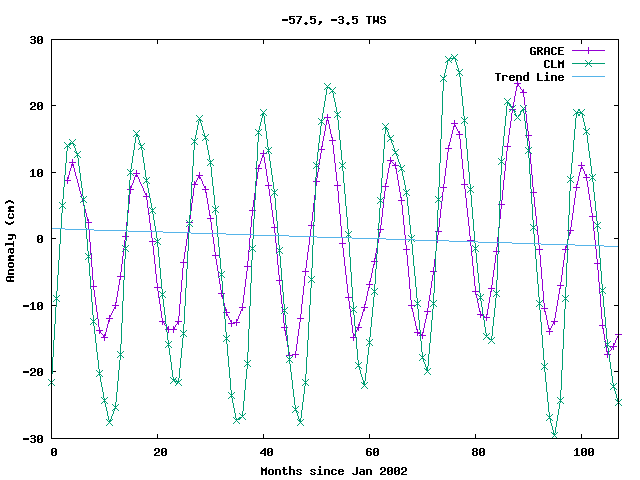 -57.5, -3.5 TWS
GRACE
CLM
Trend Line
30
20
10
0
-10
-20
-30
Anomaly (cm)
0 20 40 60 80 100
Months since Jan 2002